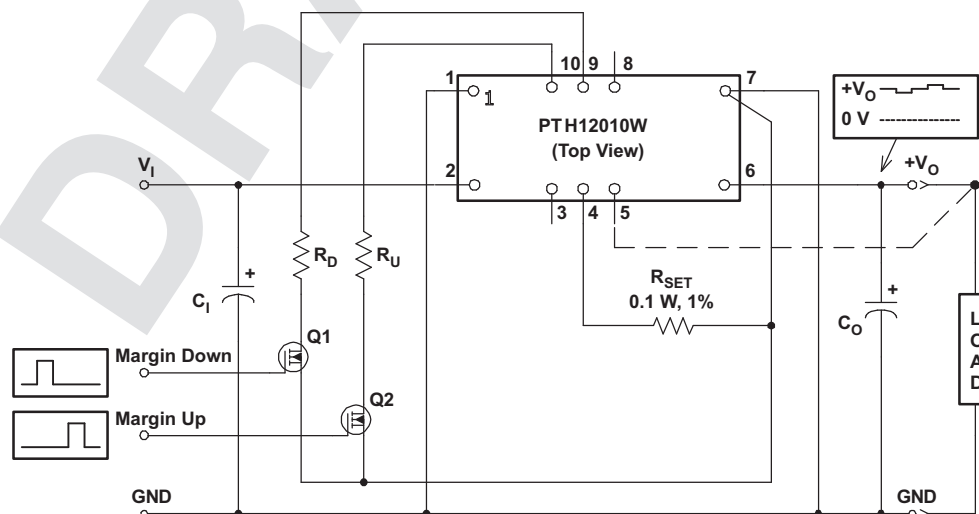 DRA
10 9 8
1 1
7
PTH12010W
(Top View)
+VO
0 V
VI
2
6
+VO
3 4 5
RD
RU
RSET
0.1 W, 1%
+
CI
+
CO
L
O
A
D
Q1
Margin Down
Q2
Margin Up
GND
GND